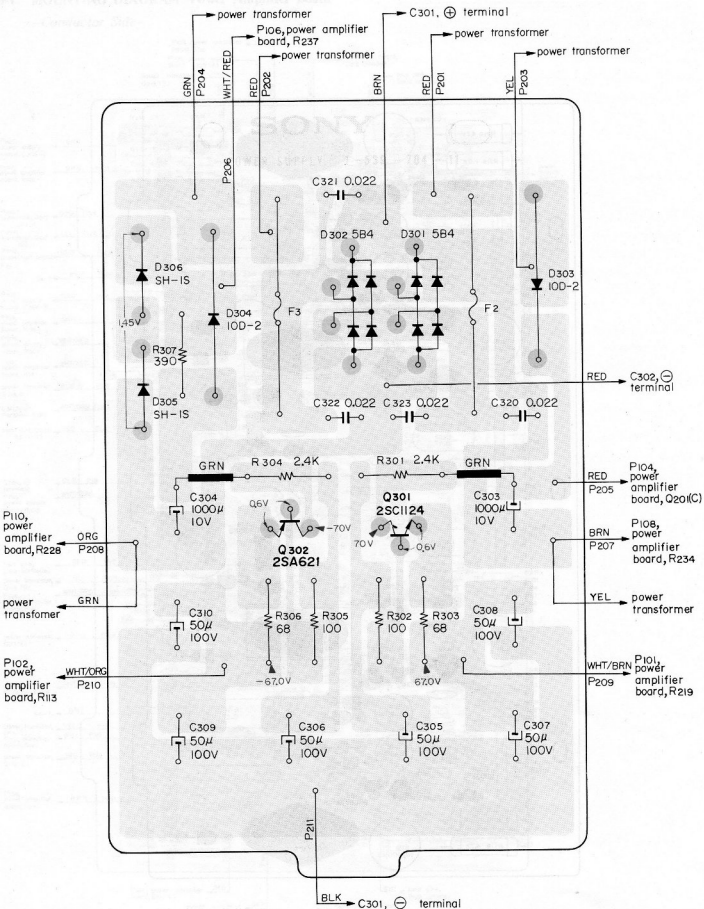 C301, ⊕ terminal
power transformer
P106, power amplifier
board, R237
power transformer
power transformer
power transformer
GRN
P204
WHT/RED
P206
RED
P202
BRN
RED
P201
YEL
P203
SONY
C321 0.022
D302 5B4
D301 5B4
D306
SH-1S
1.45V
D304
10D-2
F3
F2
D303
10D-2
R307
390
D305
SH-1S
RED
C302, ⊖
terminal
C322 0.022
C323 0.022
C320 0.022
GRN
R304 2.4K
R301 2.4K
GRN
RED
P205
P104,
power
amplifier
board, Q201(C)
C304
1000μ
10V
0.6V
-70V
Q302
2SA621
Q301
2SC1124
70V
0.6V
C303
1000μ
10V
P110,
power
amplifier
board, R228
ORG
P208
BRN
P207
P108,
power
amplifier
board, R234
power
transfomer
GRN
YEL
power
transformer
C310
50μ
100V
R306
68
R305
100
R302
100
R303
68
C308
50μ
100V
P102,
power
amplifier
board, R113
WHT/ORG
P210
-67.0V
67.0V
WHT/BRN
P209
P101,
power
amplifier
board, R219
C309
50μ
100V
C306
50μ
100V
C305
50μ
100V
C307
50μ
100V
P211
BLK
C301, ⊖ terminal